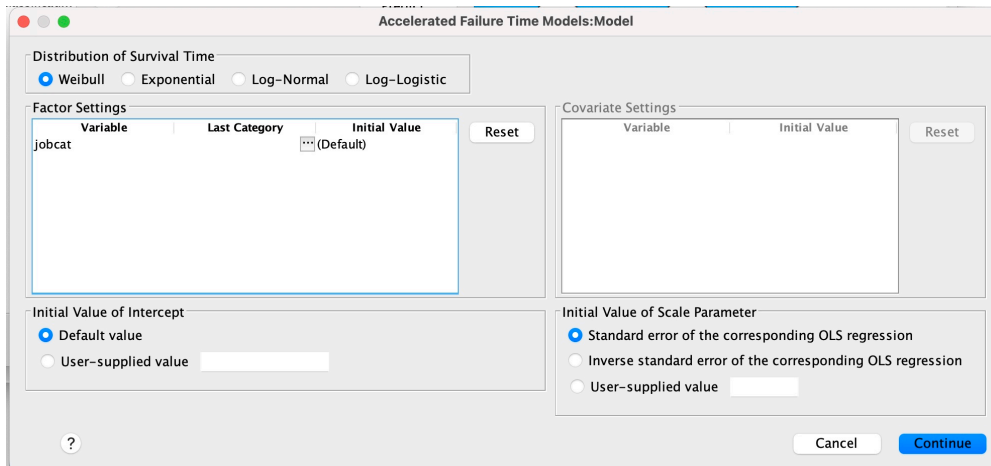 Accelerated Failure Time Models:Model
Distribution of Survival Time
Weibull Exponential Log-Normal Log-Logistic
Factor Settings
Variable Last Category Initial Value
jobcat ... (Default)
Reset
Covariate Settings
Variable Initial Value
Reset
Initial Value of Intercept
Default value
User-supplied value
Initial Value of Scale Parameter
Standard error of the corresponding OLS regression
Inverse standard error of the corresponding OLS regression
User-supplied value
?
Cancel Continue